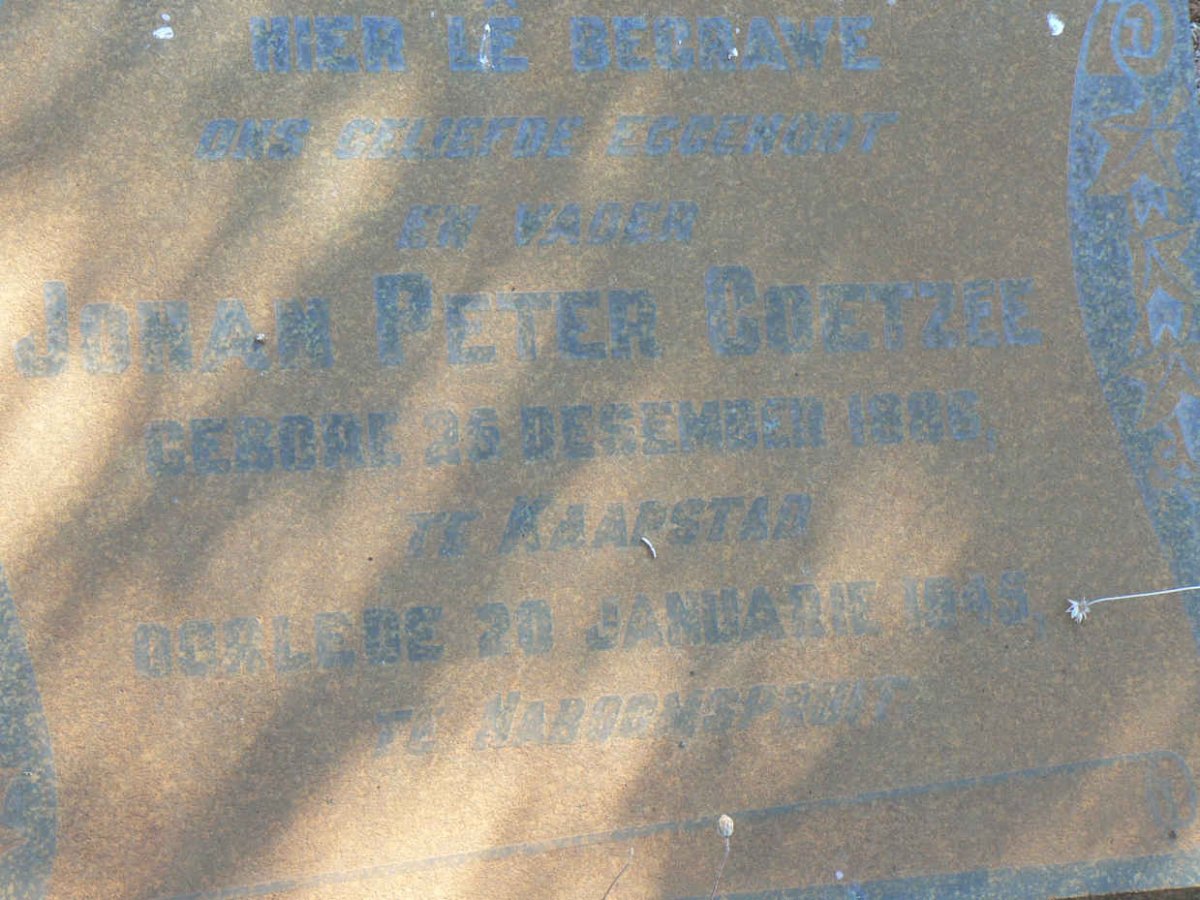 HIER LÊ BEGRAWE
ONS GELIEFDE EGGENOOT
EN VADER
JOHAN PETER COETZEE
GEBORE 25 DESEMBER 1886,
TE KAAPSTAD
OORLEDE 20 JANUARIE 1945,
TE NABOOMSPRUIT